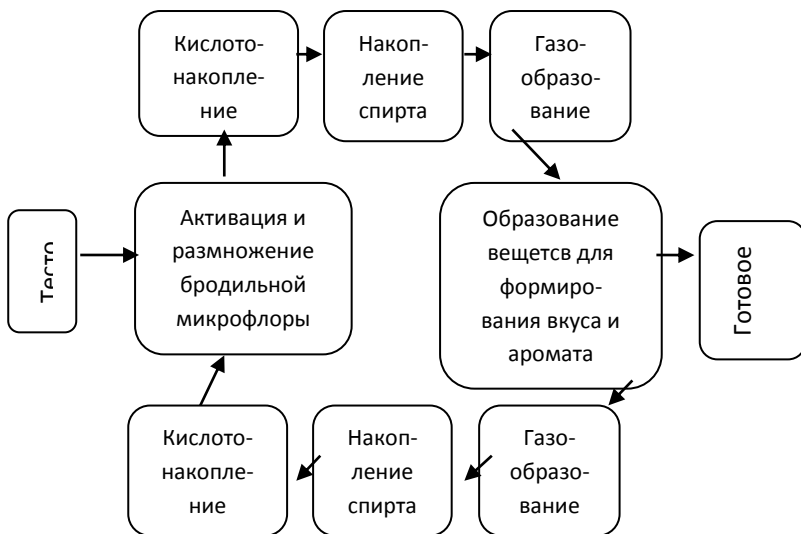 Кислото-
накопле-
ние
Накоп-
ление
спирта
Газо-
образо-
вание
Тесто
Активация и
размножение
бродильной
микрофлоры
Образование
вещетсв для
формиро-
вания вкуса и
аромата
Готовое
Кислото-
накопле-
ние
Накоп-
ление
спирта
Газо-
образо-
вание